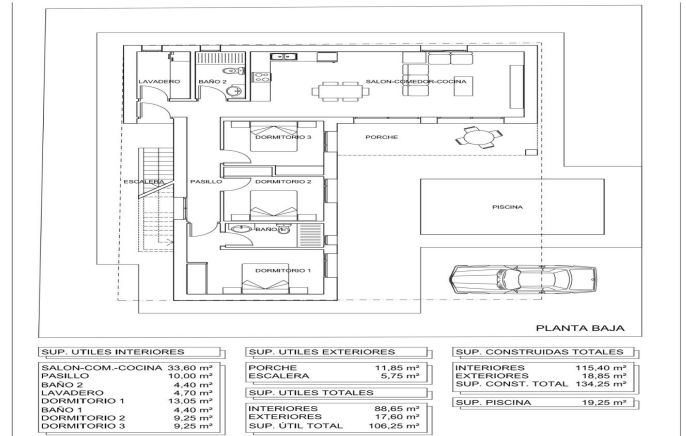 LAVADERO
BAÑO 2
SALON-COMEDOR-COCINA
DORMITORIO 3
PORCHE
ESCALERA
PASILLO
DORMITORIO 2
PISCINA
BAÑO 1
DORMITORIO 1
PLANTA BAJA
SUP. UTILES INTERIORES
SALON-COM.-COCINA 33,60 m²
PASILLO 10,00 m²
BAÑO 2 4,40 m²
LAVADERO 4,70 m²
DORMITORIO 1 13,05 m²
BAÑO 1 4,40 m²
DORMITORIO 2 9,25 m²
DORMITORIO 3 9,25 m²
SUP. UTILES EXTERIORES
PORCHE 11,85 m²
ESCALERA 5,75 m²
SUP. UTILES TOTALES
INTERIORES 88,65 m²
EXTERIORES 17,60 m²
SUP. ÚTIL TOTAL 106,25 m²
SUP. CONSTRUIDAS TOTALES
INTERIORES 115,40 m²
EXTERIORES 18,85 m²
SUP. CONST. TOTAL 134,25 m²
SUP. PISCINA 19,25 m²